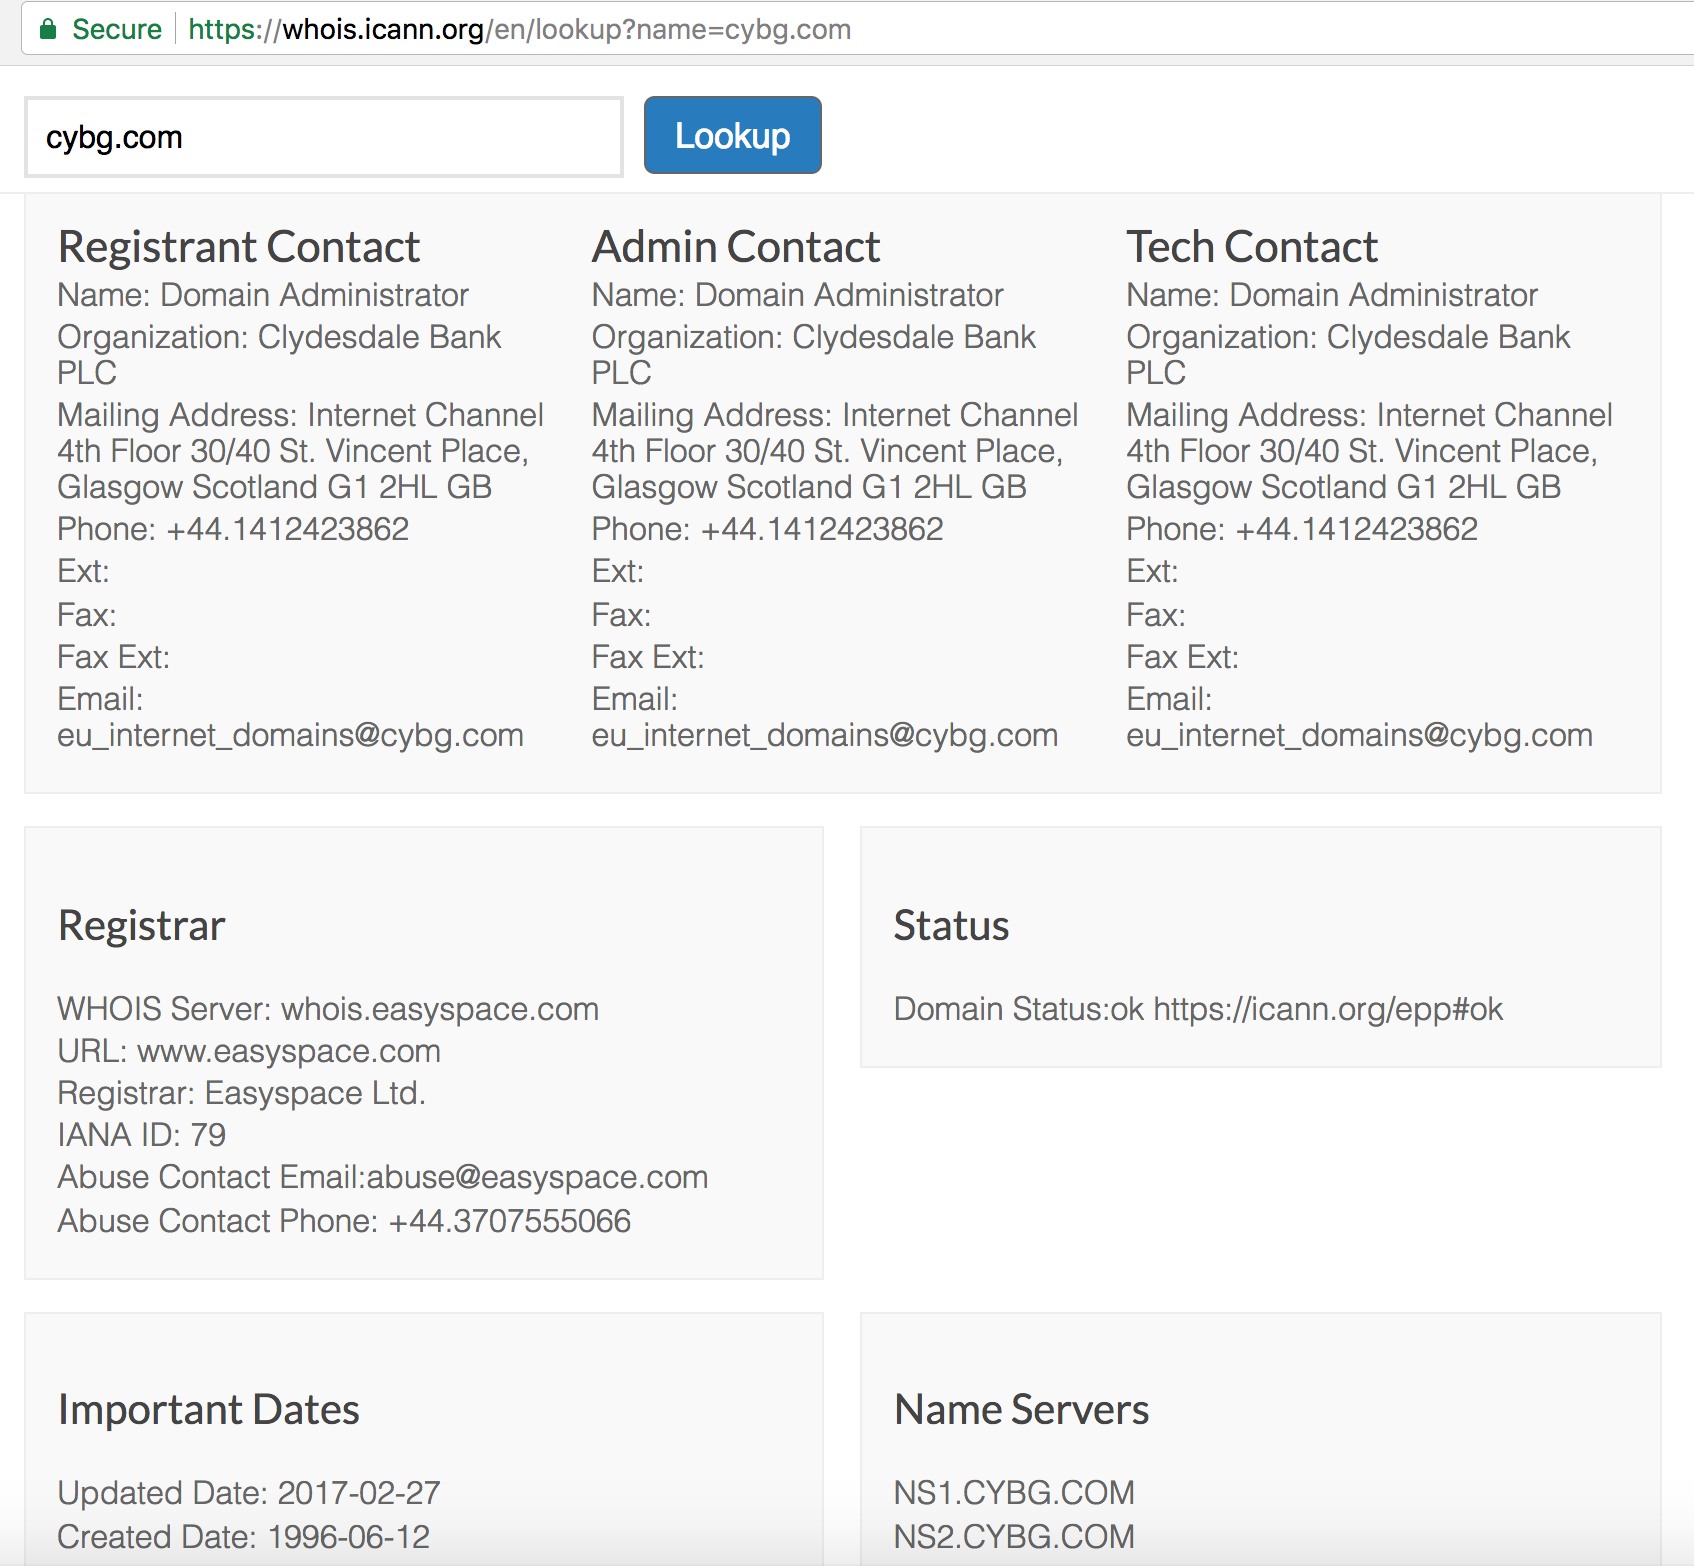 Secure https://whois.icann.org/en/lookup?name=cybg.com
cybg.com
Lookup
Registrant Contact
Name: Domain Administrator
Organization: Clydesdale Bank
PLC
Mailing Address: Internet Channel
4th Floor 30/40 St. Vincent Place,
Glasgow Scotland G1 2HL GB
Phone: +44.1412423862
Ext:
Fax:
Fax Ext:
Email:
eu_internet_domains@cybg.com
Admin Contact
Name: Domain Administrator
Organization: Clydesdale Bank
PLC
Mailing Address: Internet Channel
4th Floor 30/40 St. Vincent Place,
Glasgow Scotland G1 2HL GB
Phone: +44.1412423862
Ext:
Fax:
Fax Ext:
Email:
eu_internet_domains@cybg.com
Tech Contact
Name: Domain Administrator
Organization: Clydesdale Bank
PLC
Mailing Address: Internet Channel
4th Floor 30/40 St. Vincent Place,
Glasgow Scotland G1 2HL GB
Phone: +44.1412423862
Ext:
Fax:
Fax Ext:
Email:
eu_internet_domains@cybg.com
Registrar
WHOIS Server: whois.easyspace.com
URL: www.easyspace.com
Registrar: Easyspace Ltd.
IANA ID: 79
Abuse Contact Email:abuse@easyspace.com
Abuse Contact Phone: +44.3707555066
Status
Domain Status:ok https://icann.org/epp#ok
Important Dates
Updated Date: 2017-02-27
Created Date: 1996-06-12
Name Servers
NS1.CYBG.COM
NS2.CYBG.COM